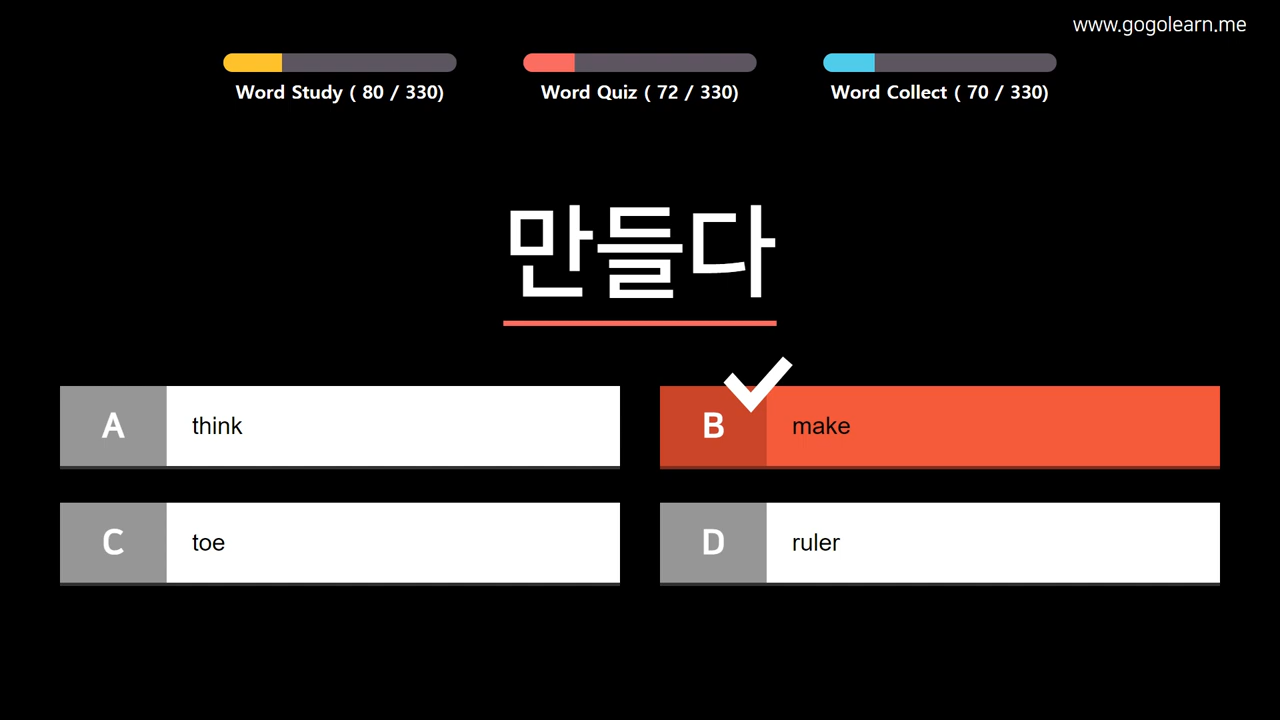 www.gogolearn.me
Word Study ( 80 / 330)
Word Quiz ( 72 / 330)
Word Collect ( 70 / 330)
만들다
A think
B make
C toe
D ruler